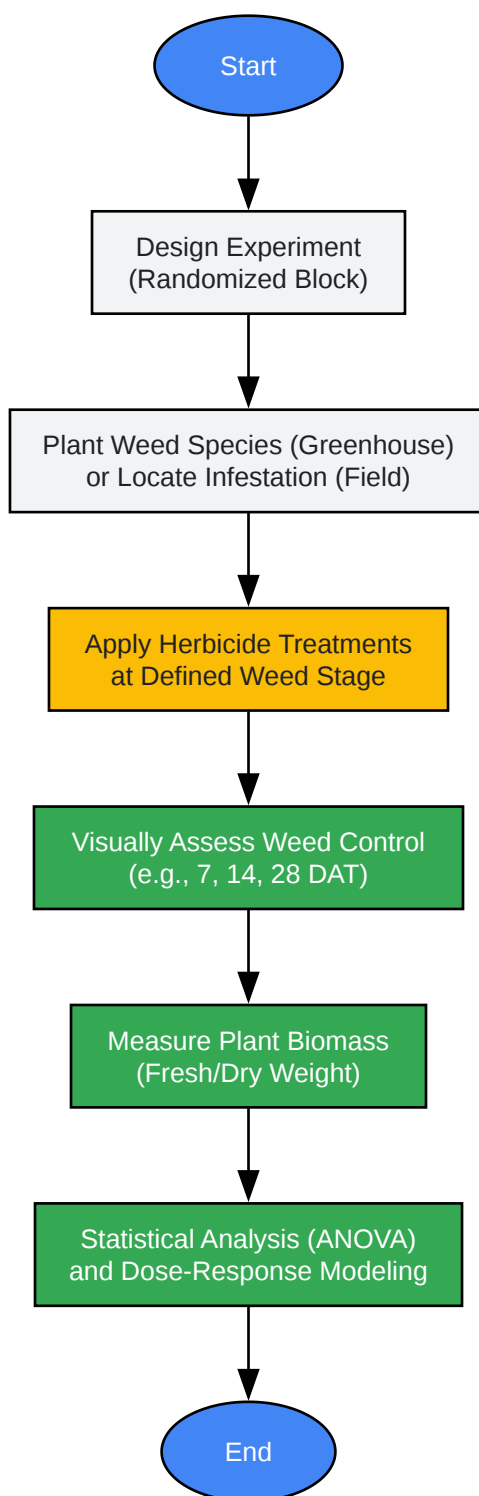 Start
Design Experiment
(Randomized Block)
Plant Weed Species (Greenhouse)
or Locate Infestation (Field)
Apply Herbicide Treatments
at Defined Weed Stage
Visually Assess Weed Control
(e.g., 7, 14, 28 DAT)
Measure Plant Biomass
(Fresh/Dry Weight)
Statistical Analysis (ANOVA)
and Dose-Response Modeling
End